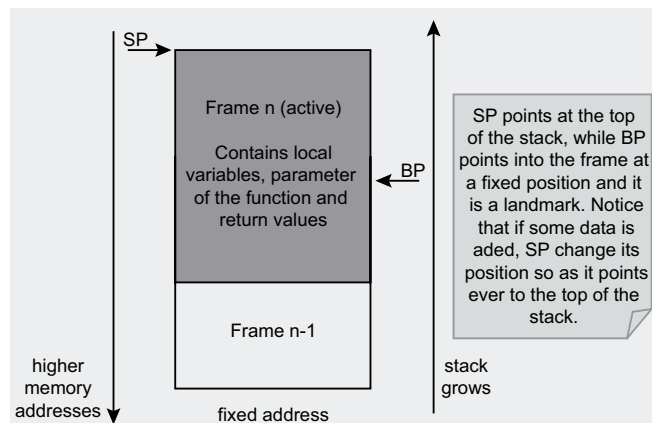 SP
Frame n (active)
Contains local
variables, parameter
of the function and
return values
BP
SP points at the top
of the stack, while BP
points into the frame at
a fixed position and it
is a landmark. Notice
that if some data is
aded, SP change its
position so as it points
ever to the top of the
stack.
Frame n-1
higher
memory
addresses
fixed address
stack
grows